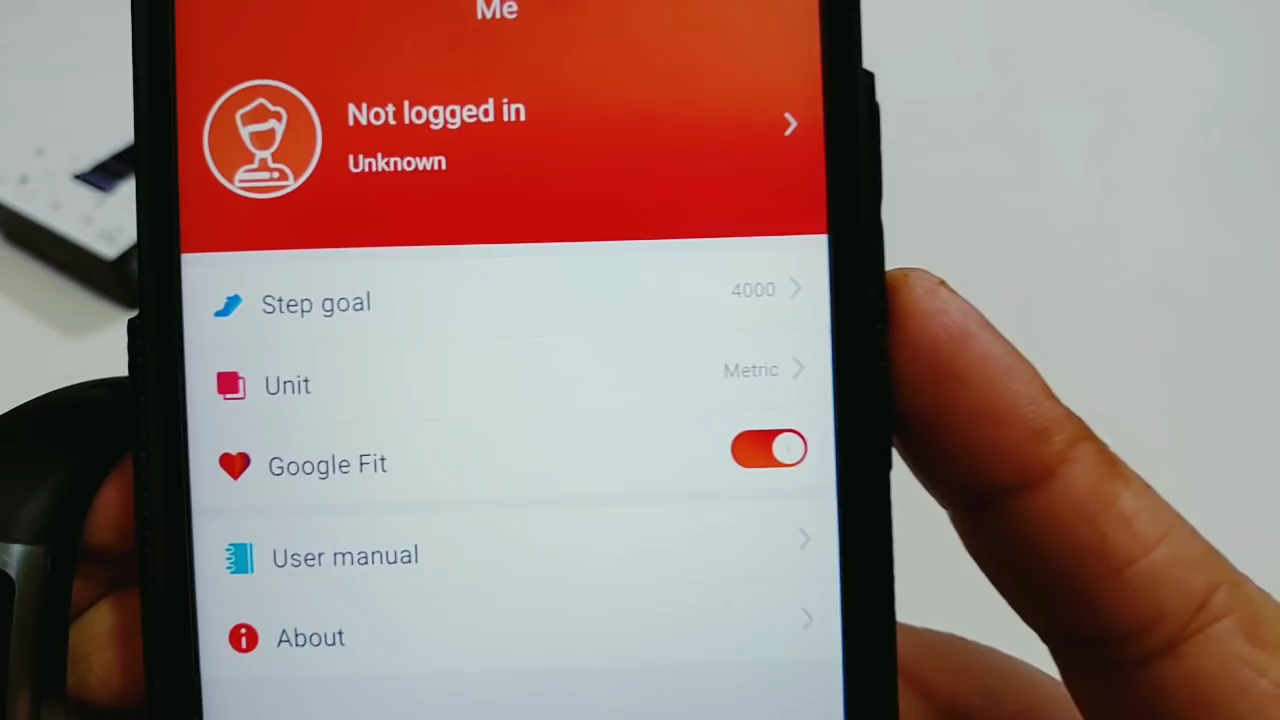 Me
Not logged in
Unknown
Step goal 4000
Unit Metric
Google Fit
User manual
About